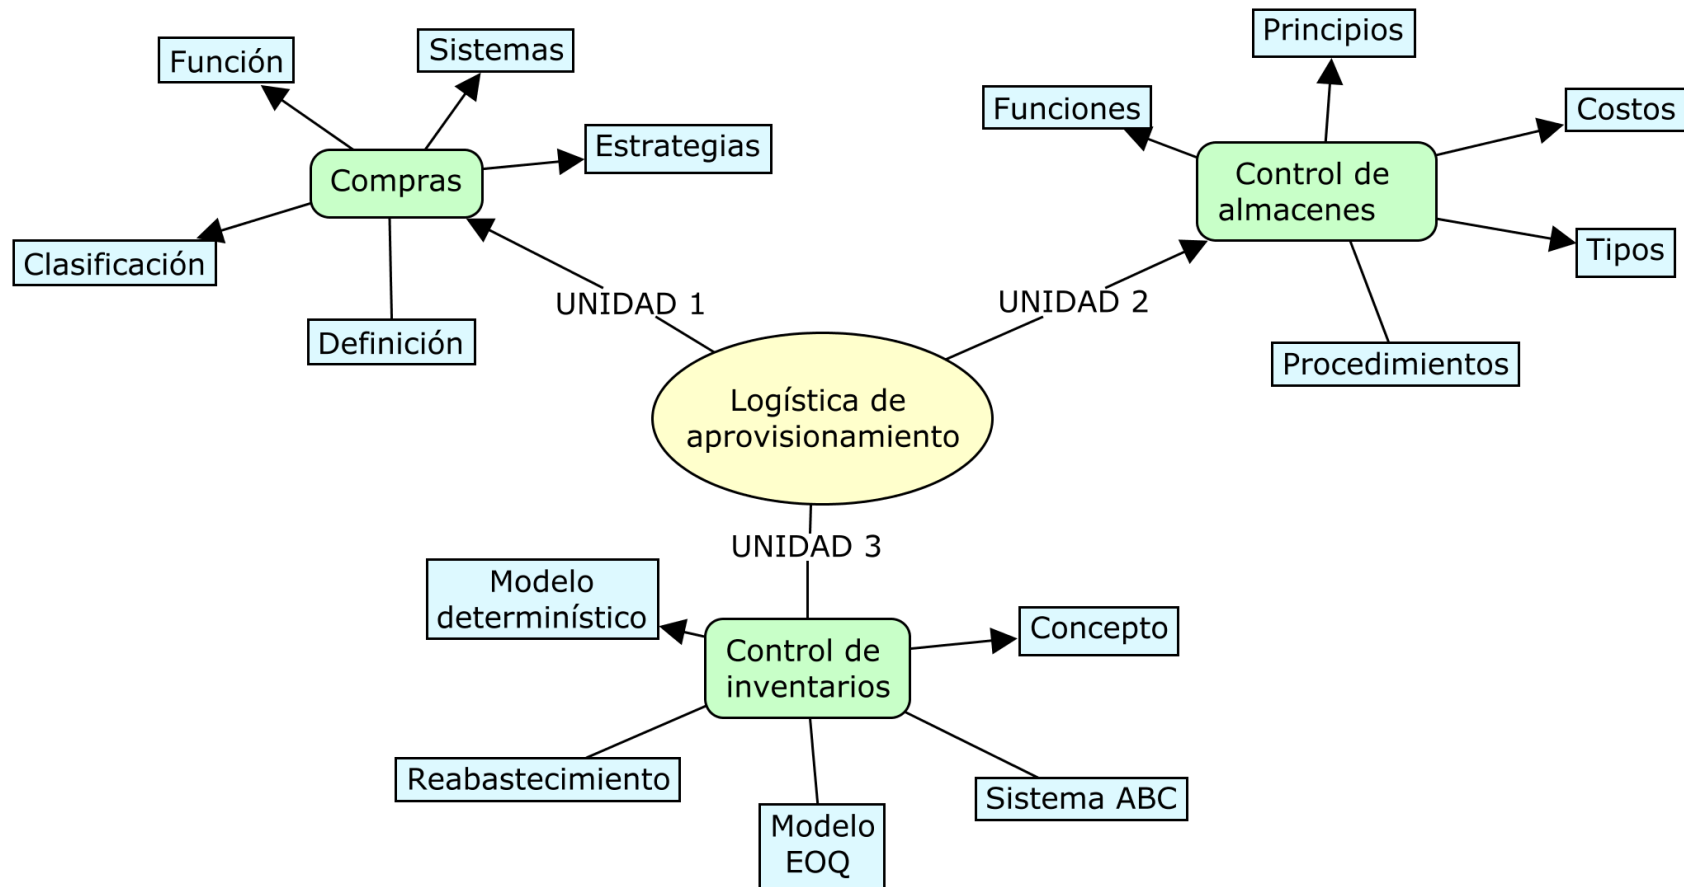 Función
Sistemas
Estrategias
Compras
Clasificación
Definición
UNIDAD 1
Principios
Funciones
Costos
Control de
almacenes
Tipos
Procedimientos
UNIDAD 2
Logística de
aprovisionamiento
UNIDAD 3
Modelo
determinístico
Concepto
Control de
inventarios
Reabastecimiento
Modelo
EOQ
Sistema ABC